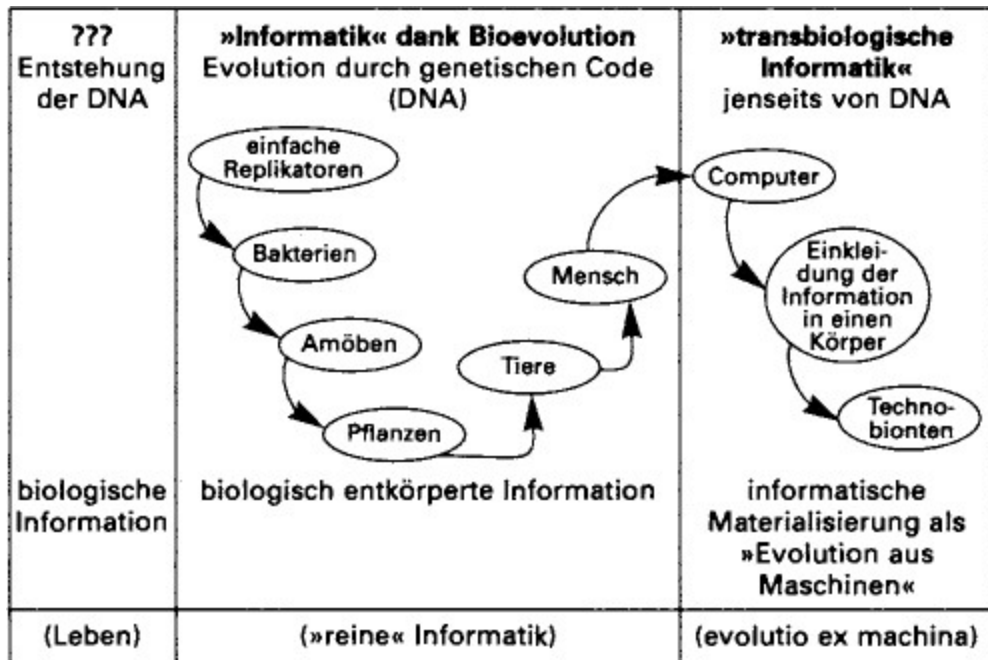 ???
Entstehung
der DNA
»Informatik« dank Bioevolution
Evolution durch genetischen Code
(DNA)
»transbiologische
Informatik«
jenseits von DNA
einfache
Replikatoren
Bakterien
Amöben
Pflanzen
Tiere
Mensch
Computer
Einklei-
dung der
Information
in einen
Körper
Techno-
bionten
biologische
Information
biologisch entkörperte Information
informatische
Materialisierung als
»Evolution aus
Maschinen«
(Leben)
(»reine« Informatik)
(evolutio ex machina)